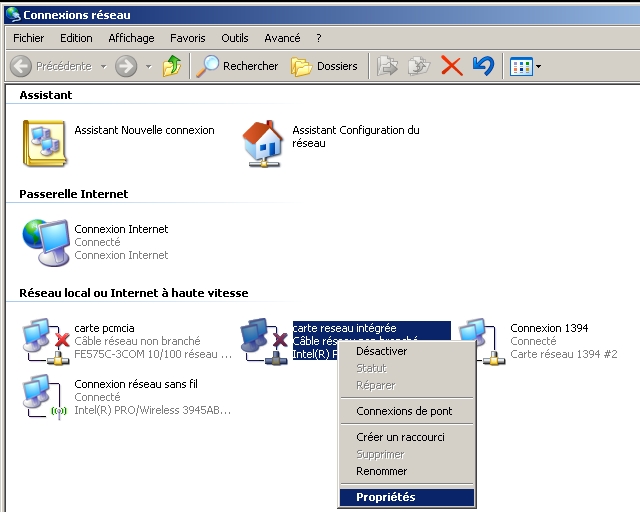 Connexions réseau
Fichier Edition Affichage Favoris Outils Avancé ?
Précédente Rechercher Dossiers
Assistant
Assistant Nouvelle connexion
Assistant Configuration du
réseau
Passerelle Internet
Connexion Internet
Connecté
Connexion Internet
Réseau local ou Internet à haute vitesse
carte pcmcia
Câble réseau non branché
FE575C-3COM 10/100 réseau ...
carte reseau intégrée
Câble réseau non branché
Intel(R) P
Connexion 1394
Connecté
Carte réseau 1394 #2
Connexion réseau sans fil
Connecté
Intel(R) PRO/Wireless 3945AB...
Désactiver
Statut
Réparer
Connexions de pont
Créer un raccourci
Supprimer
Renommer
Propriétés